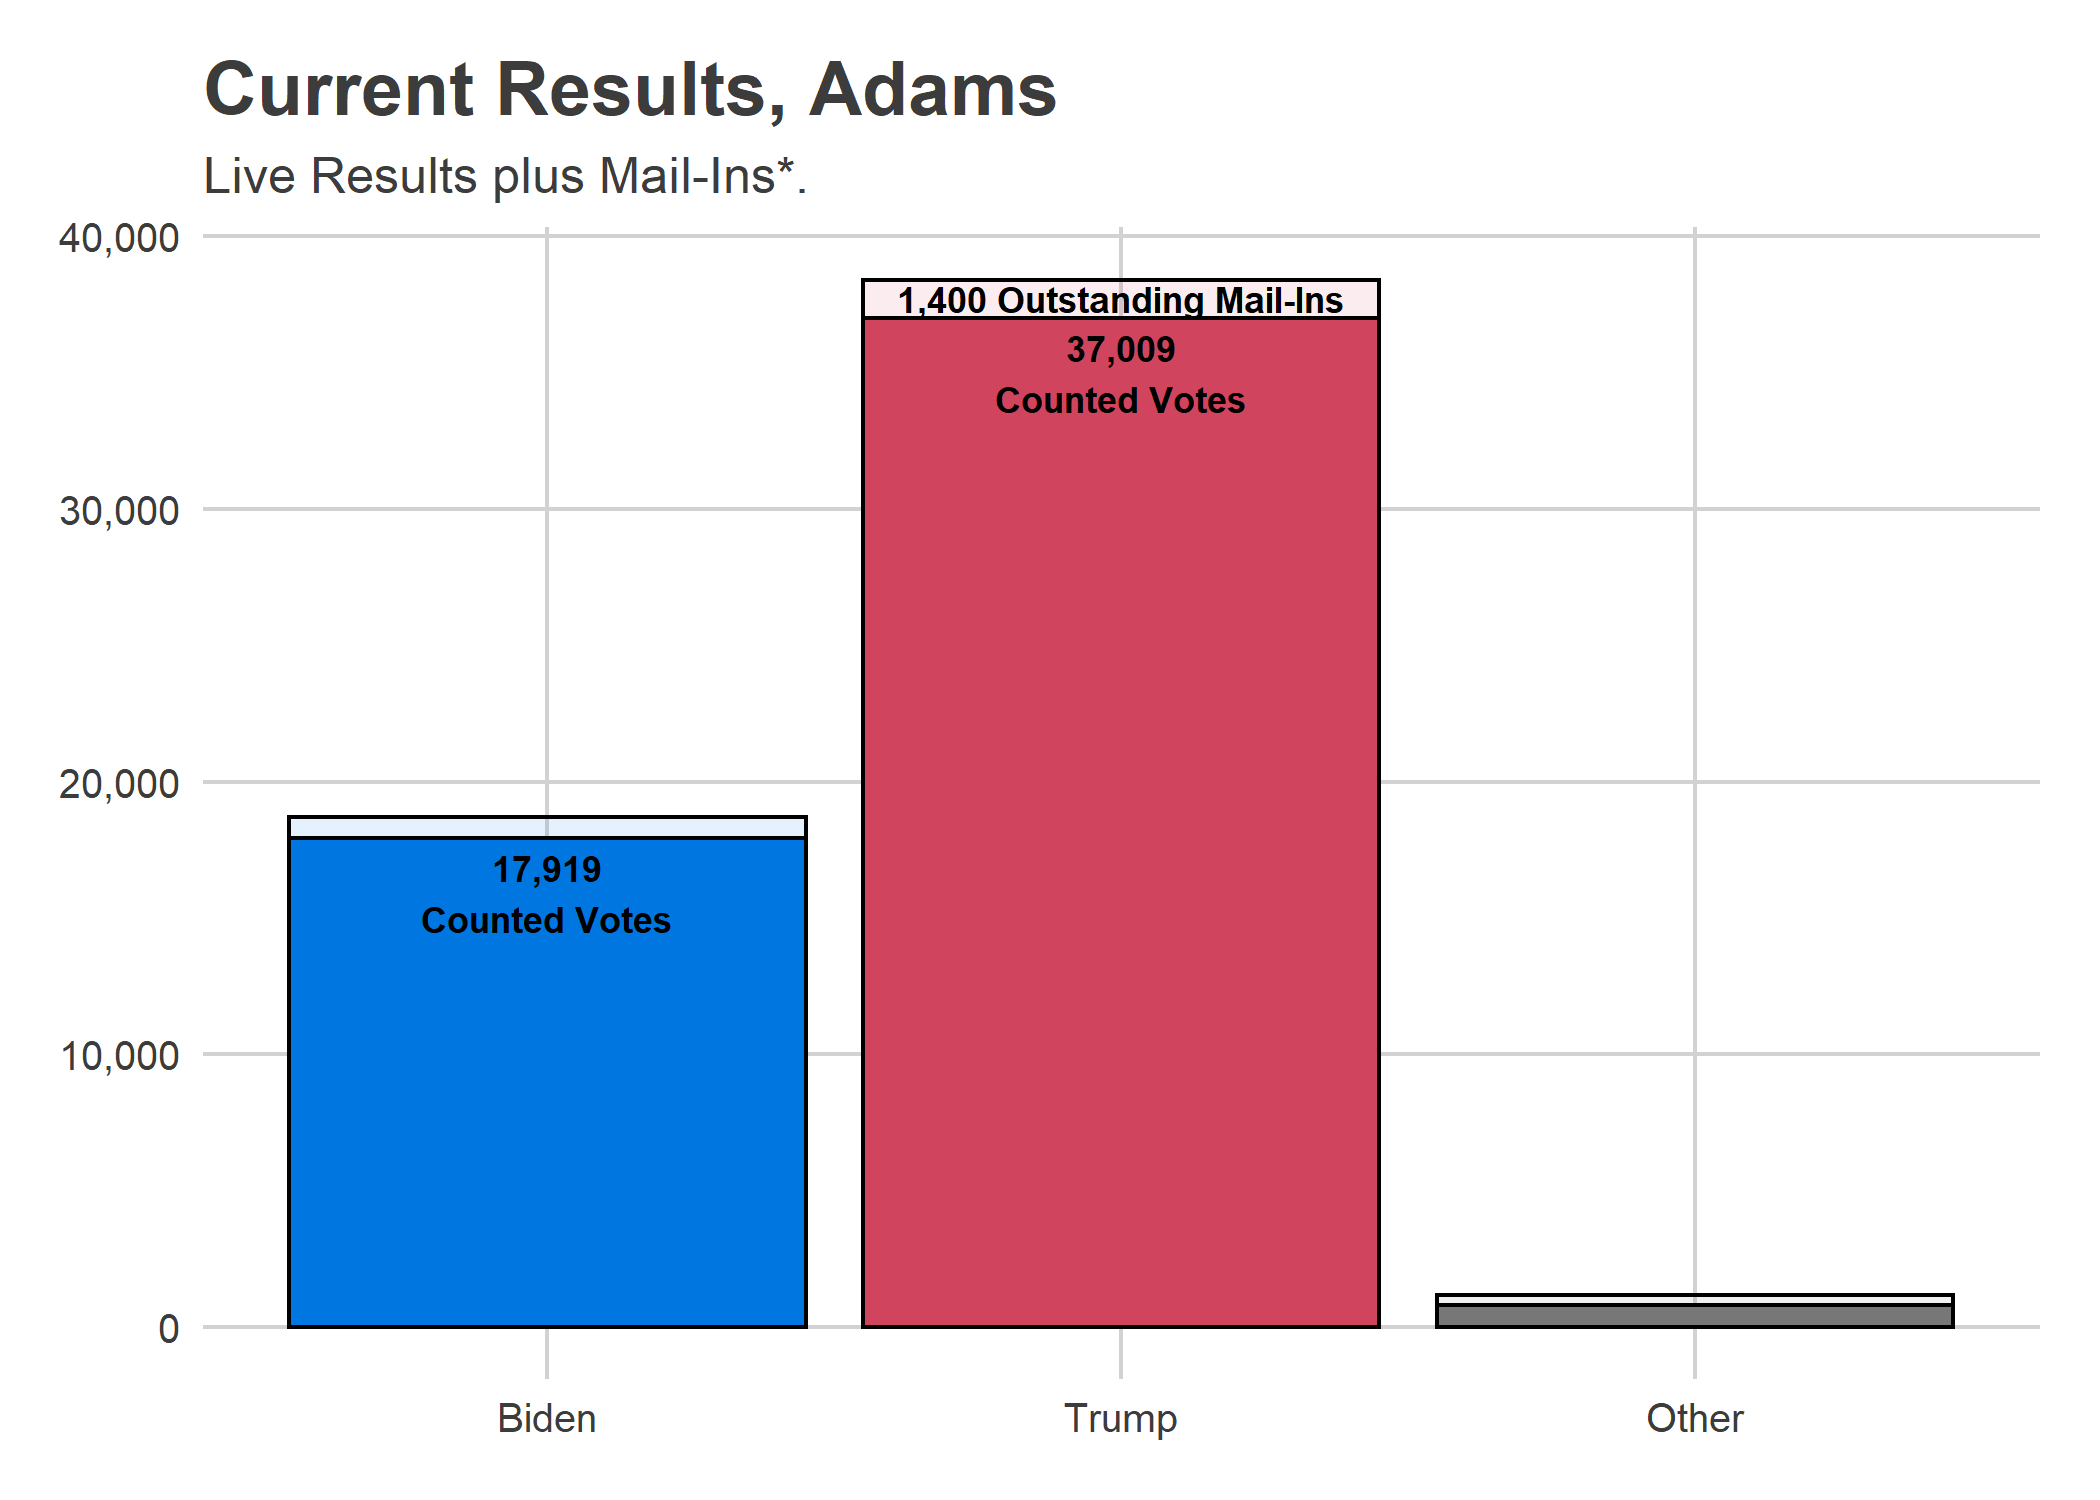 Current Results, Adams
Live Results plus Mail-Ins*.
40,000
30,000
20,000
10,000
0
1,400 Outstanding Mail-Ins
37,009
Counted Votes
17,919
Counted Votes
Biden
Trump
Other